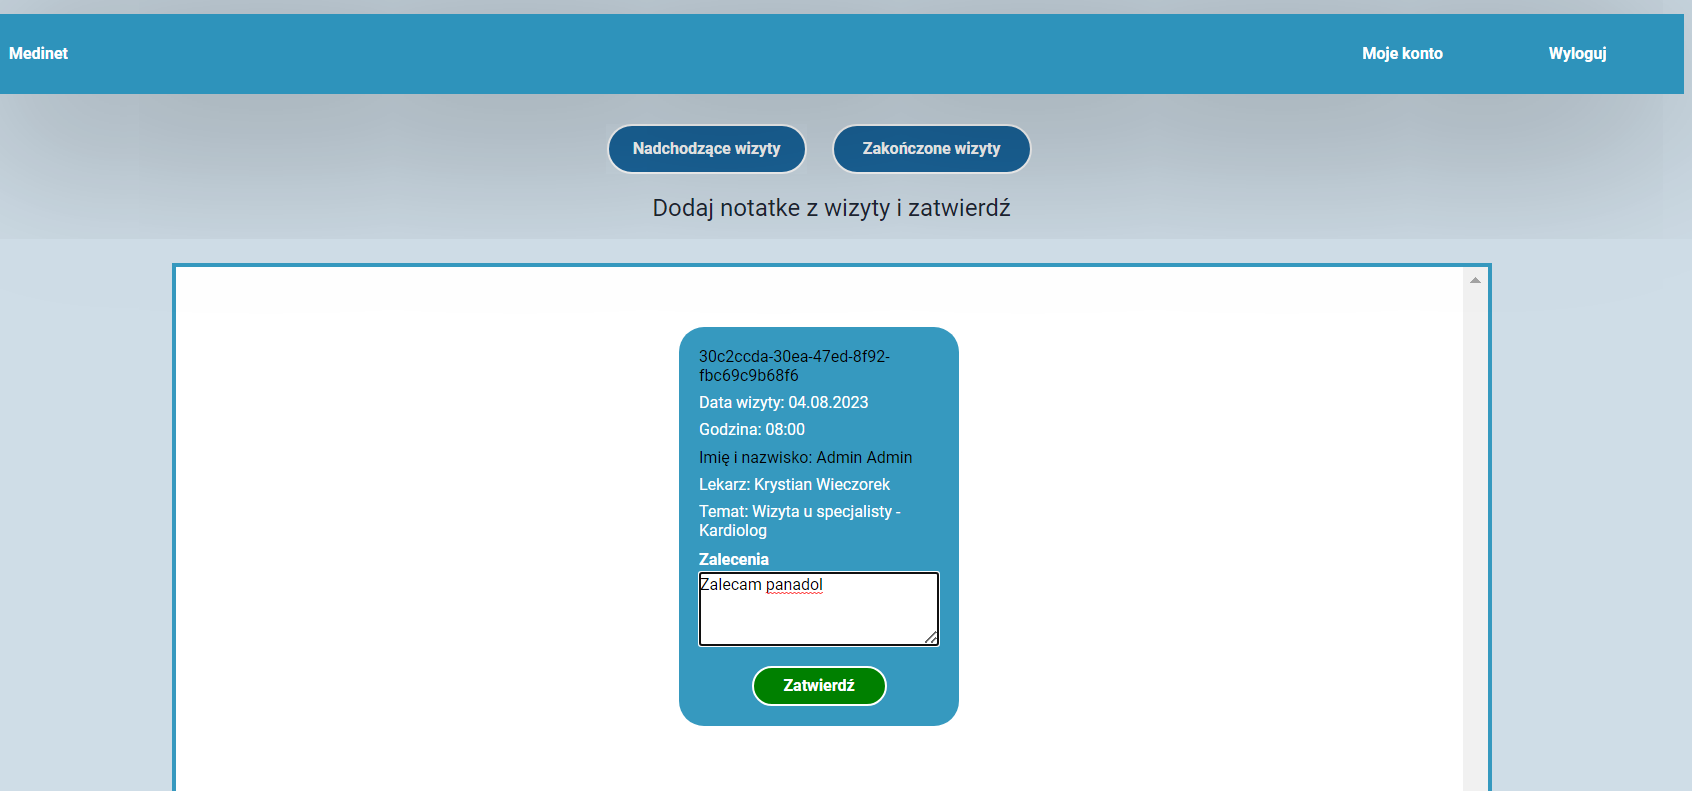 Medinet
Moje konto
Wyloguj
Nadchodzące wizyty
Zakończone wizyty
Dodaj notatke z wizyty i zatwierdź
30c2ccda-30ea-47ed-8f92-
fbc69c9b68f6
Data wizyty: 04.08.2023
Godzina: 08:00
Imię i nazwisko: Admin Admin
Lekarz: Krystian Wieczorek
Temat: Wizyta u specjalisty -
Kardiolog
Zalecenia
Zalecam panadol
Zatwierdź